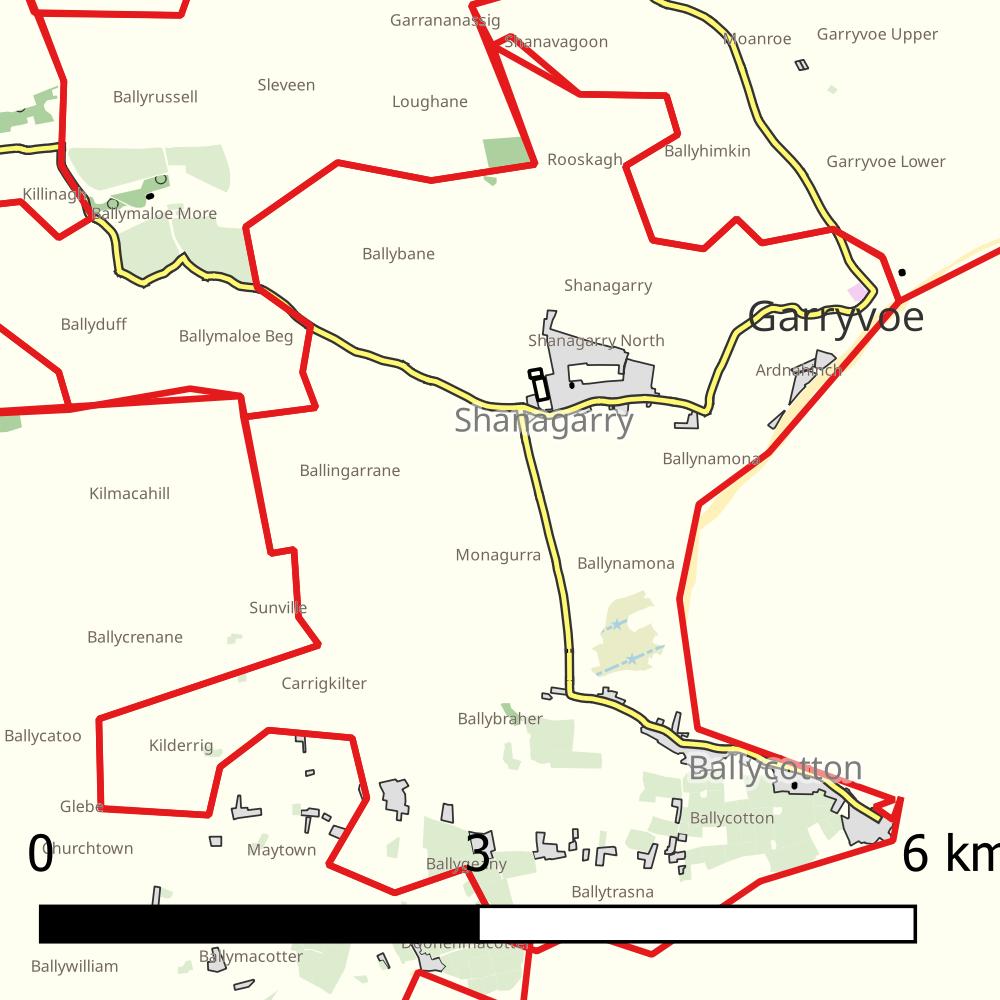 Garrananassig
Garryvoe Upper
Moanroe
Shanavagoon
Sleveen
Ballyrussell
Loughane
Ballyhimkin
Rooskagh
Garryvoe Lower
Killinagh
Ballymaloe More
Ballybane
Shanagarry
Garryvoe
Ballyduff
Ballymaloe Beg
Shanagarry North
Ardnahinch
Shanagarry
Ballynamona
Ballingarrane
Kilmacahill
Monagurra
Ballynamona
Sunville
Ballycrenane
Carrigkilter
Ballybraher
Ballycatoo
Kilderrig
Ballycotton
Glebe
Ballycotton
Churchtown
Maytown
0 3 6 km
Ballygeany
Ballytrasna
Ballymacotter
Ballywilliam